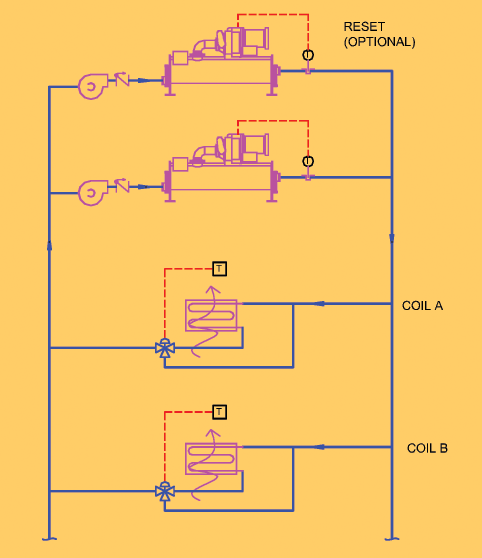 RESET
(OPTIONAL)
T
COIL A
T
COIL B